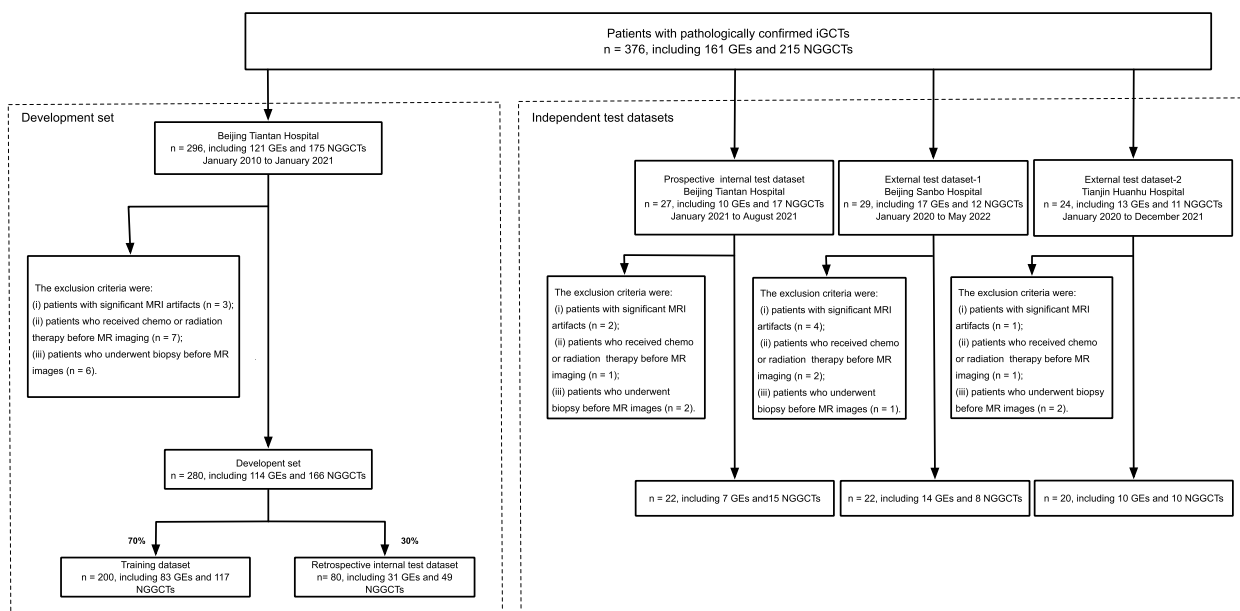 Patients with pathologically confirmed iGCTs
n = 376, including 161 GEs and 215 NGGCTs
Development set
Beijing Tiantan Hospital
n = 296, including 121 GEs and 175 NGGCTs
January 2010 to January 2021
The exclusion criteria were:
(i) patients with significant MRI artifacts (n = 3);
(ii) patients who received chemo or radiation
therapy before MR imaging (n = 7);
(iii) patients who underwent biopsy before MR
images (n = 6).
Developent set
n = 280, including 114 GEs and 166 NGGCTs
70%
30%
Training dataset
n = 200, including 83 GEs and 117
NGGCTs
Retrospective internal test dataset
n= 80, including 31 GEs and 49
NGGCTs
Independent test datasets
Prospective internal test dataset
Beijing Tiantan Hospital
n = 27, including 10 GEs and 17 NGGCTs
January 2021 to August 2021
External test dataset-1
Beijing Sanbo Hospital
n = 29, including 17 GEs and 12 NGGCTs
January 2020 to May 2022
External test dataset-2
Tianjin Huanhu Hospital
n = 24, including 13 GEs and 11 NGGCTs
January 2020 to December 2021
The exclusion criteria were:
(i) patients with significant MRI
artifacts (n = 2);
(ii) patients who received chemo
or radiation therapy before MR
imaging (n = 1);
(iii) patients who underwent
biopsy before MR images (n = 2).
The exclusion criteria were:
(i) patients with significant MRI
artifacts (n = 4);
(ii) patients who received chemo
or radiation therapy before MR
imaging (n = 2);
(iii) patients who underwent
biopsy before MR images (n = 1).
The exclusion criteria were:
(i) patients with significant MRI
artifacts (n = 1);
(ii) patients who received chemo
or radiation therapy before MR
imaging (n = 1);
(iii) patients who underwent biopsy
before MR images (n = 2).
n = 22, including 7 GEs and15 NGGCTs
n = 22, including 14 GEs and 8 NGGCTs
n = 20, including 10 GEs and 10 NGGCTs